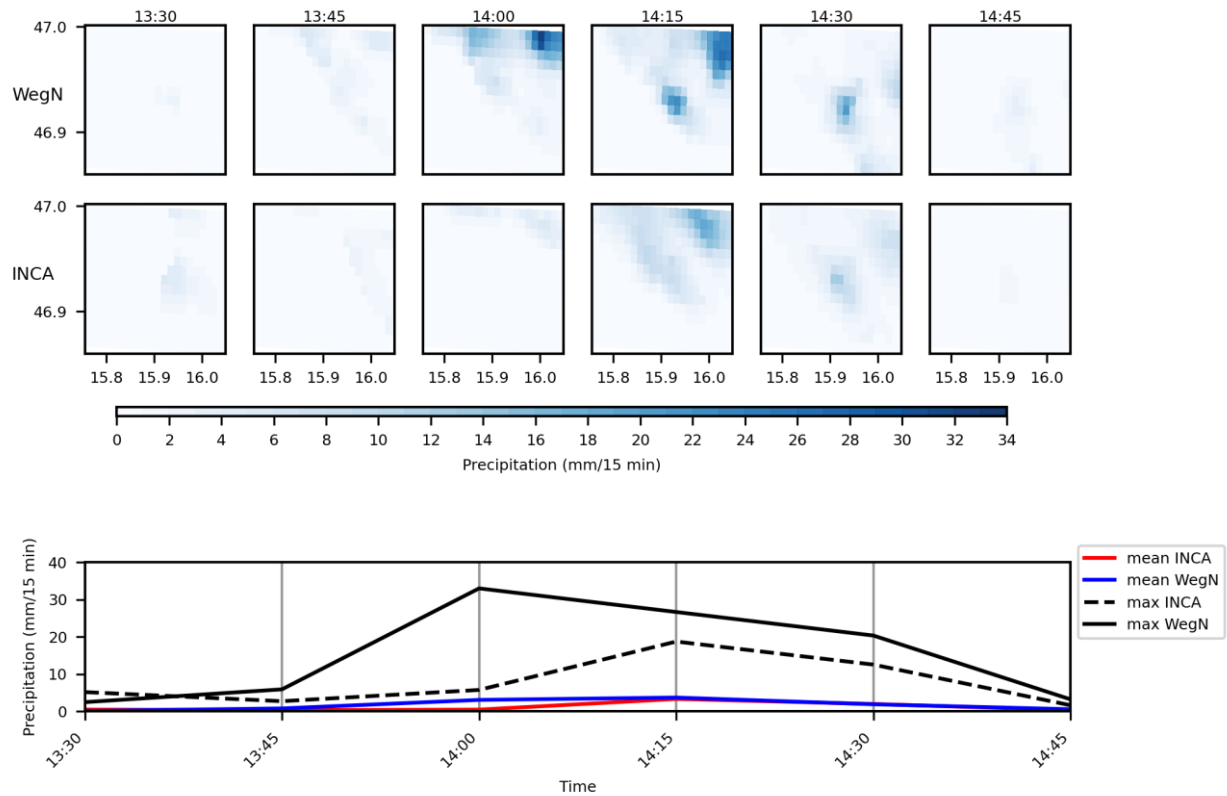 13:30 13:45 14:00 14:15 14:30 14:45
47.0
WegN
46.9
47.0
INCA
46.9
15.8 15.9 16.0 15.8 15.9 16.0 15.8 15.9 16.0 15.8 15.9 16.0 15.8 15.9 16.0 15.8 15.9 16.0
0 2 4 6 8 10 12 14 16 18 20 22 24 26 28 30 32 34
Precipitation (mm/15 min)
Precipitation (mm/15 min)
40
30
20
10
0
mean INCA
mean WegN
max INCA
max WegN
13:30 13:45 14:00 14:15 14:30 14:45
Time